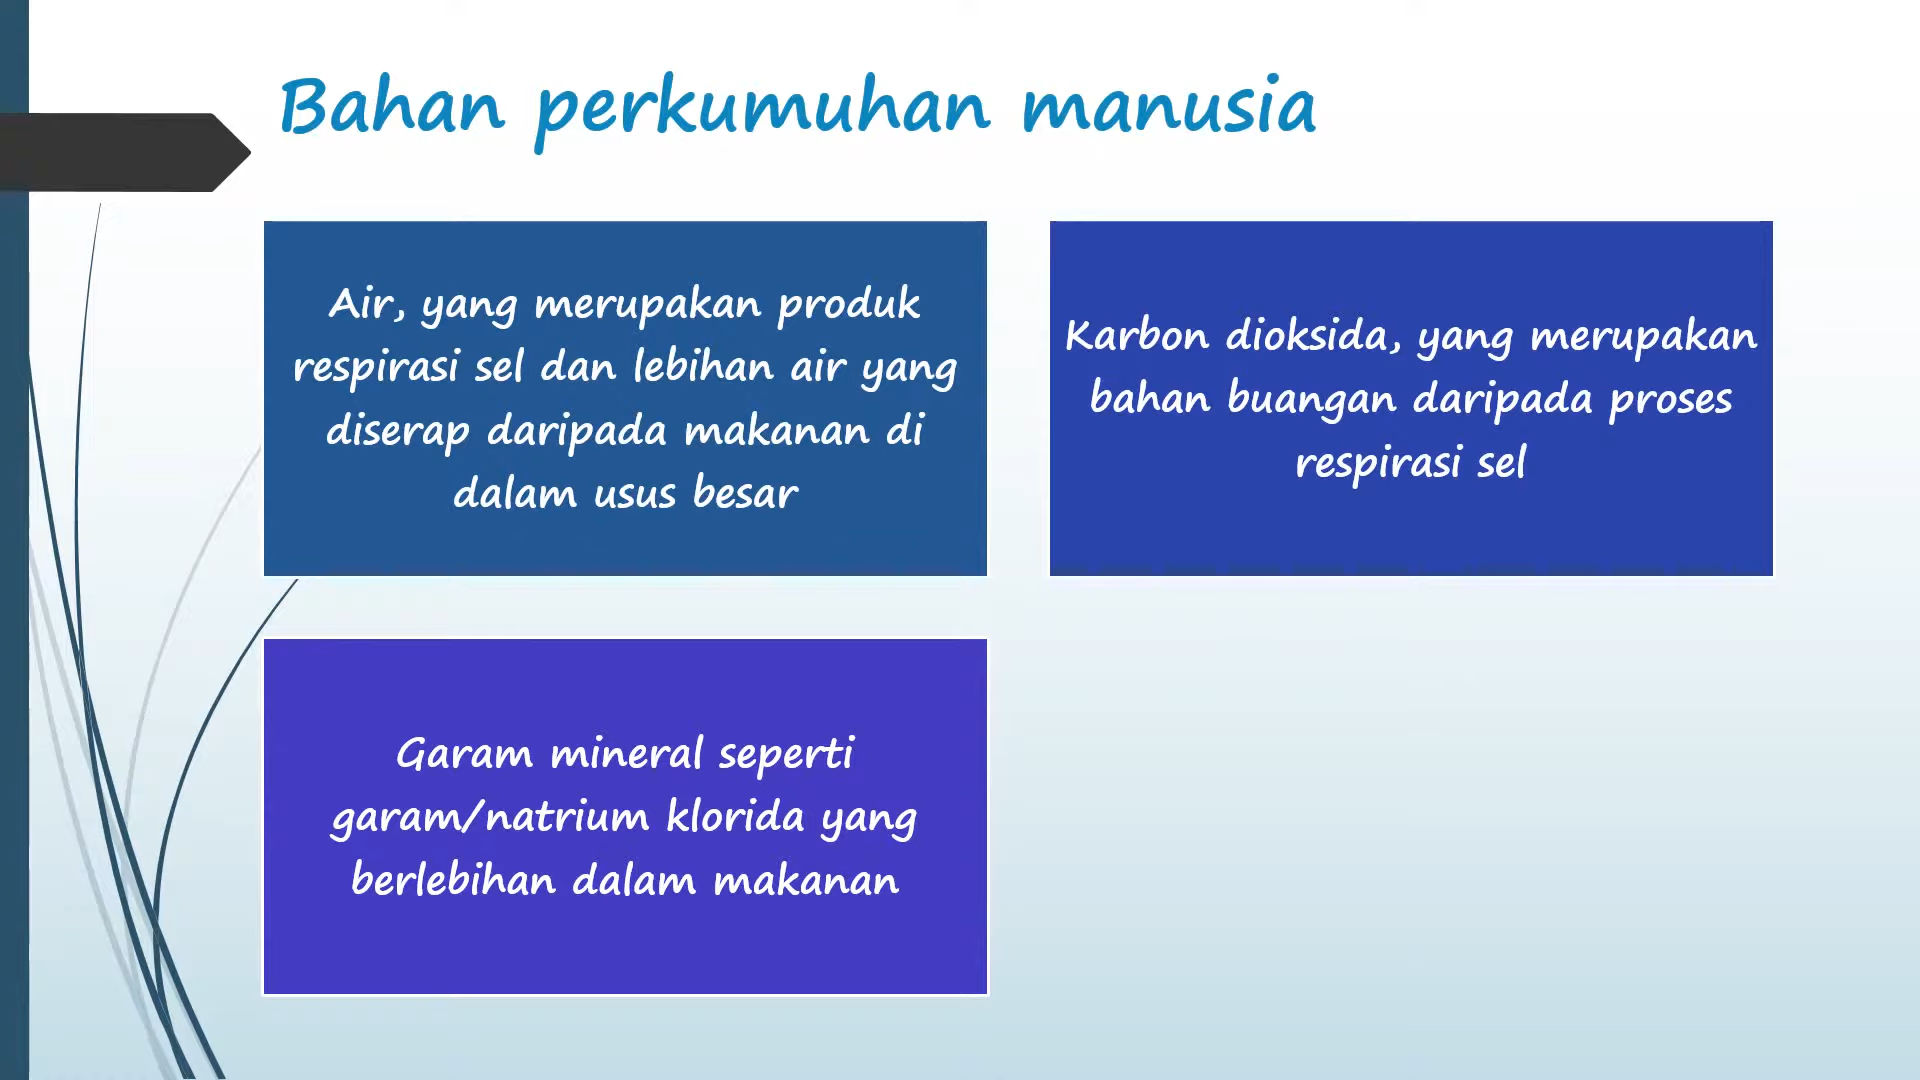 Bahan perkumuhan manusia
Air, yang merupakan produk
respirasi sel dan lebihan air yang
diserap daripada makanan di
dalam usus besar
Karbon dioksida, yang merupakan
bahan buangan daripada proses
respirasi sel
Garam mineral seperti
garam/natrium klorida yang
berlebihan dalam makanan